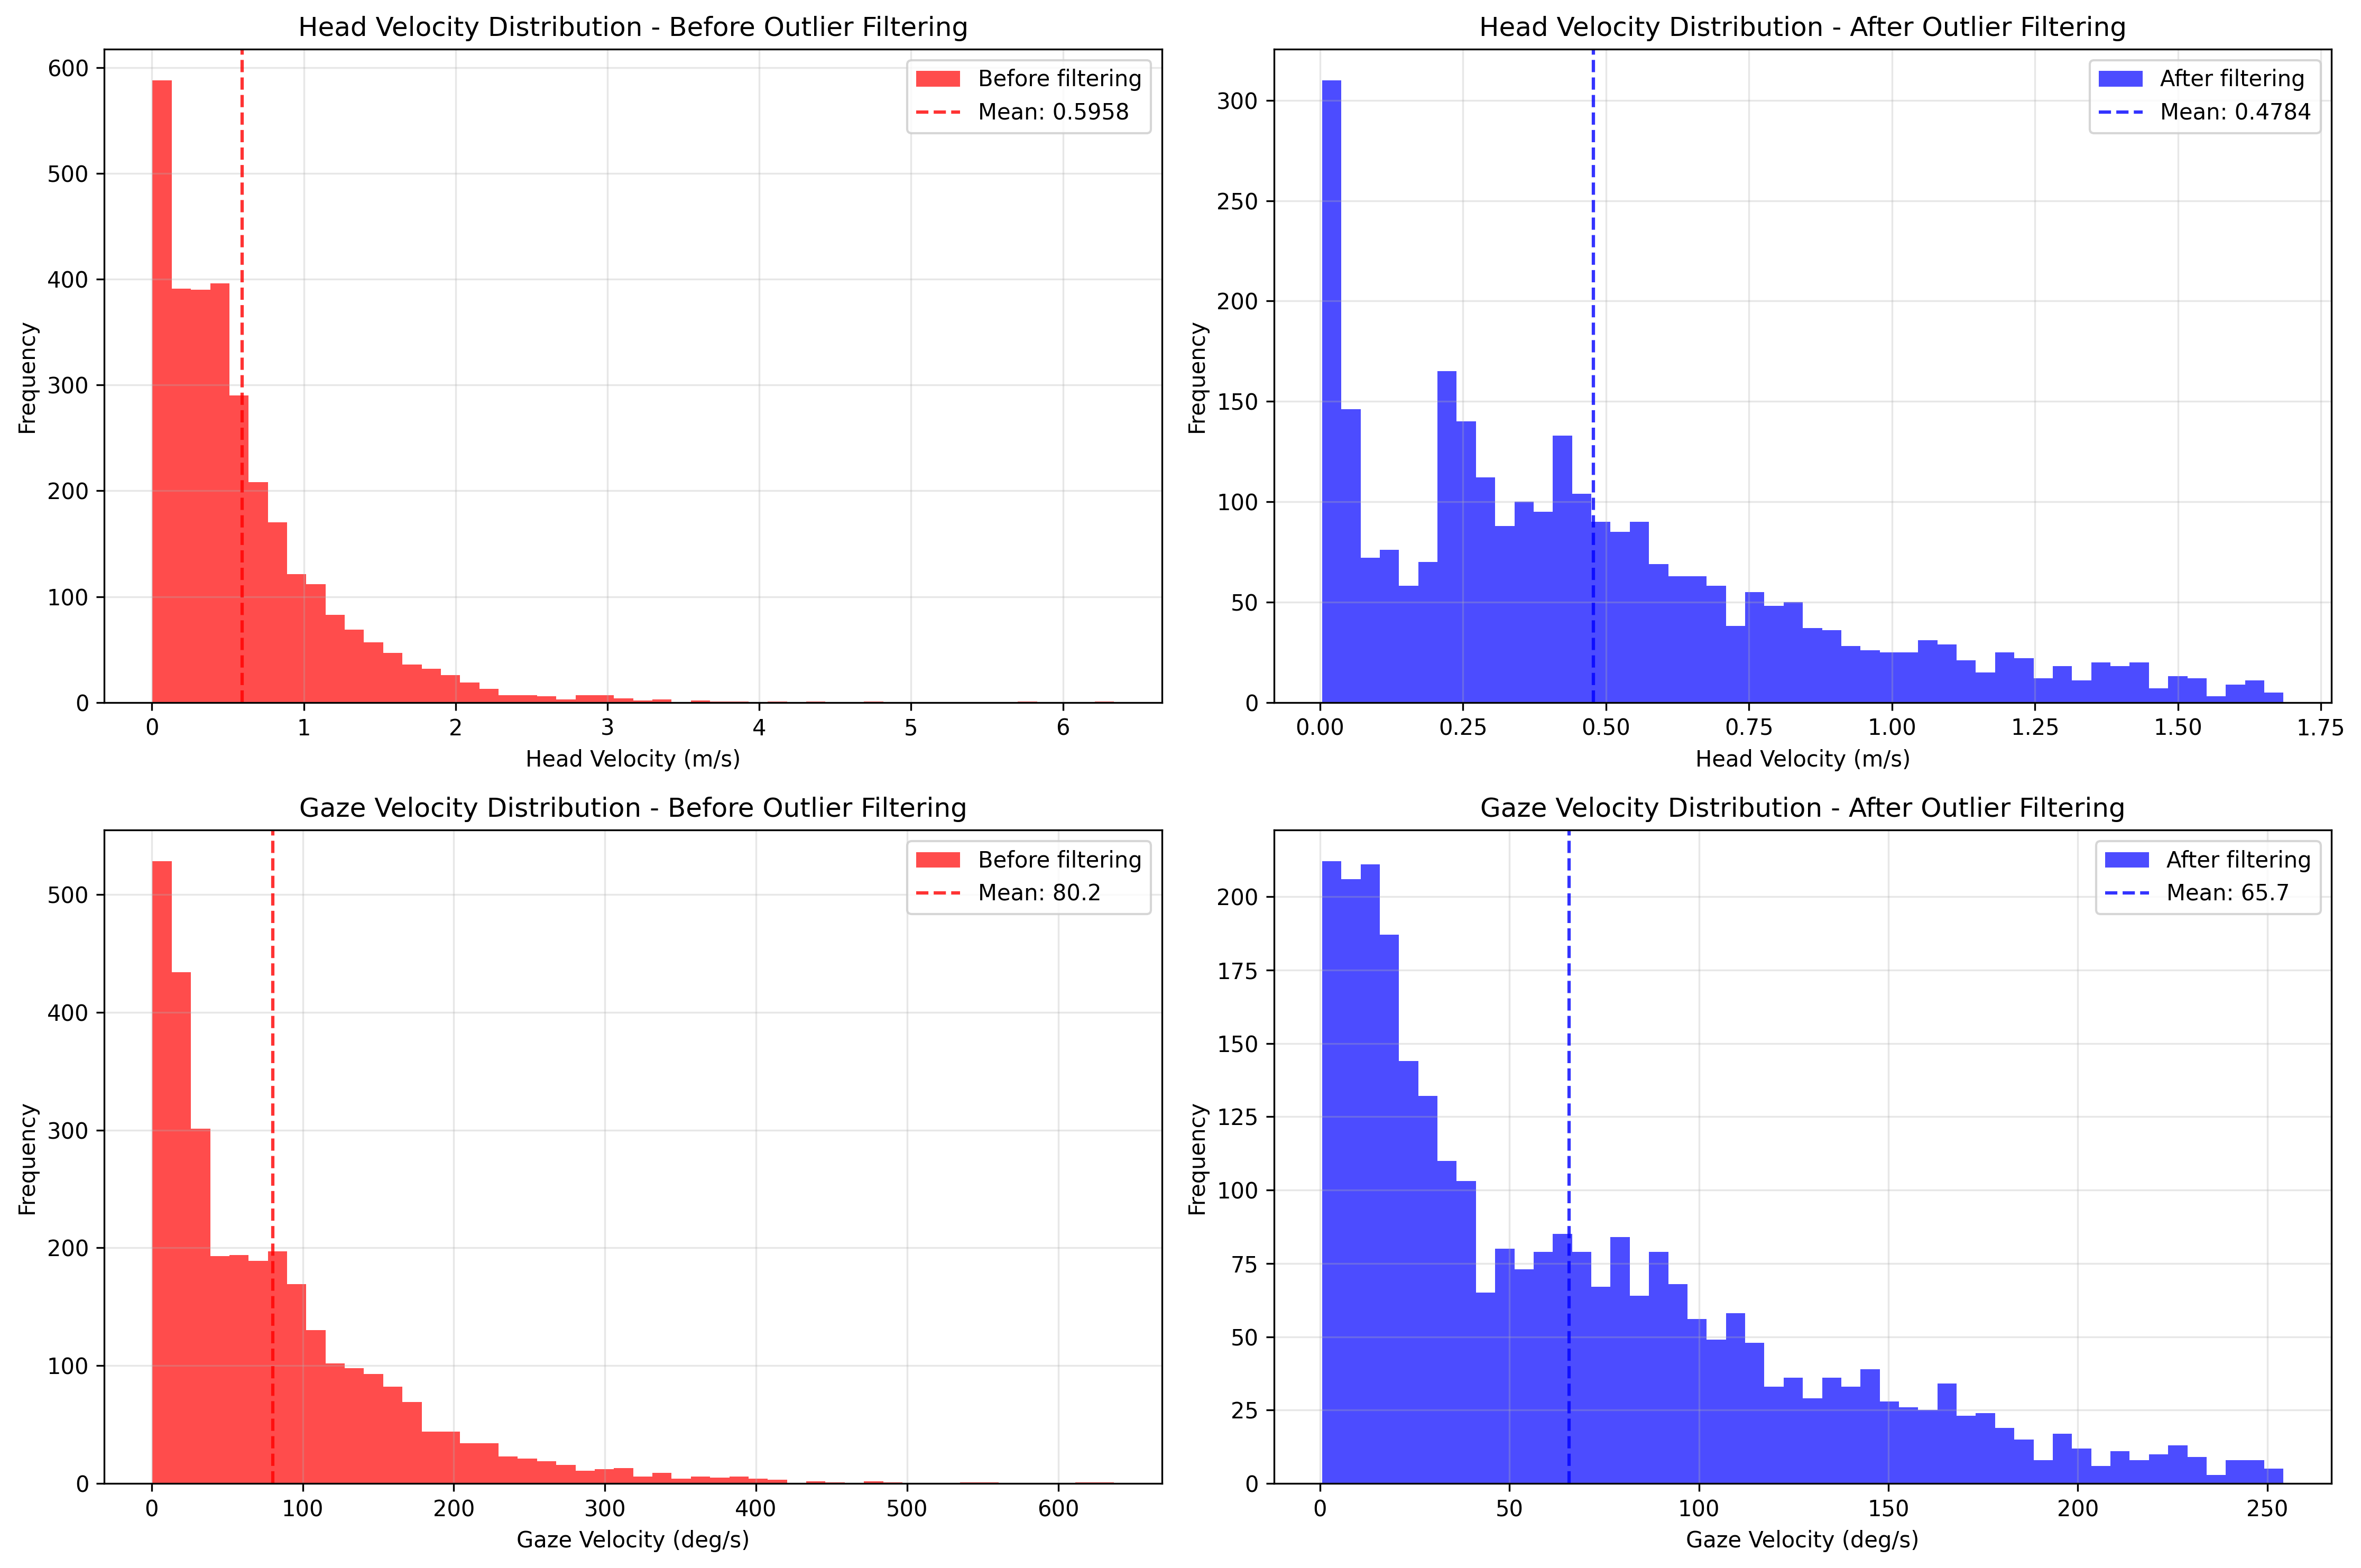 Head Velocity Distribution - Before Outlier Filtering
Before filtering
Mean: 0.5958
Frequency
600
500
400
300
200
100
0
0 1 2 3 4 5 6
Head Velocity (m/s)
Head Velocity Distribution - After Outlier Filtering
After filtering
Mean: 0.4784
Frequency
300
250
200
150
100
50
0
0.00 0.25 0.50 0.75 1.00 1.25 1.50 1.75
Head Velocity (m/s)
Gaze Velocity Distribution - Before Outlier Filtering
Before filtering
Mean: 80.2
Frequency
500
400
300
200
100
0
0 100 200 300 400 500 600
Gaze Velocity (deg/s)
Gaze Velocity Distribution - After Outlier Filtering
After filtering
Mean: 65.7
Frequency
200
175
150
125
100
75
50
25
0
0 50 100 150 200 250
Gaze Velocity (deg/s)